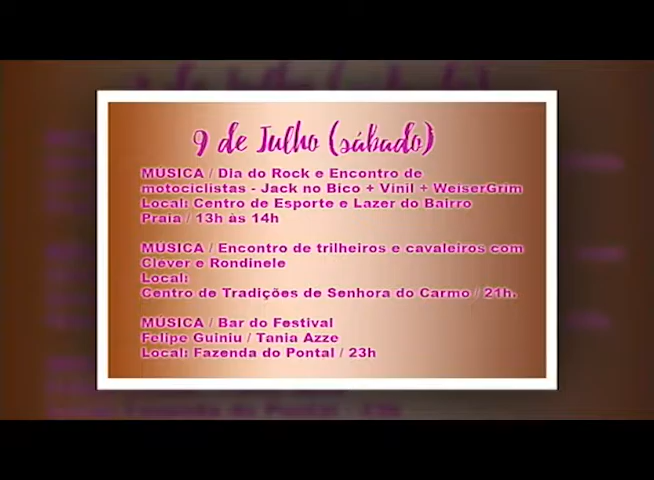 9 de Julho (sábado)
MÚSICA / Dia do Rock e Encontro de
motociclistas - Jack no Bico + Vinil + WeiserGrim
Local: Centro de Esporte e Lazer do Bairro
Praia / 13h às 14h
MÚSICA / Encontro de trilheiros e cavaleiros com
Cléver e Rondinele
Local:
Centro de Tradições de Senhora do Carmo / 21h.
MÚSICA / Bar do Festival
Felipe Guiniu / Tania Azze
Local: Fazenda do Pontal / 23h